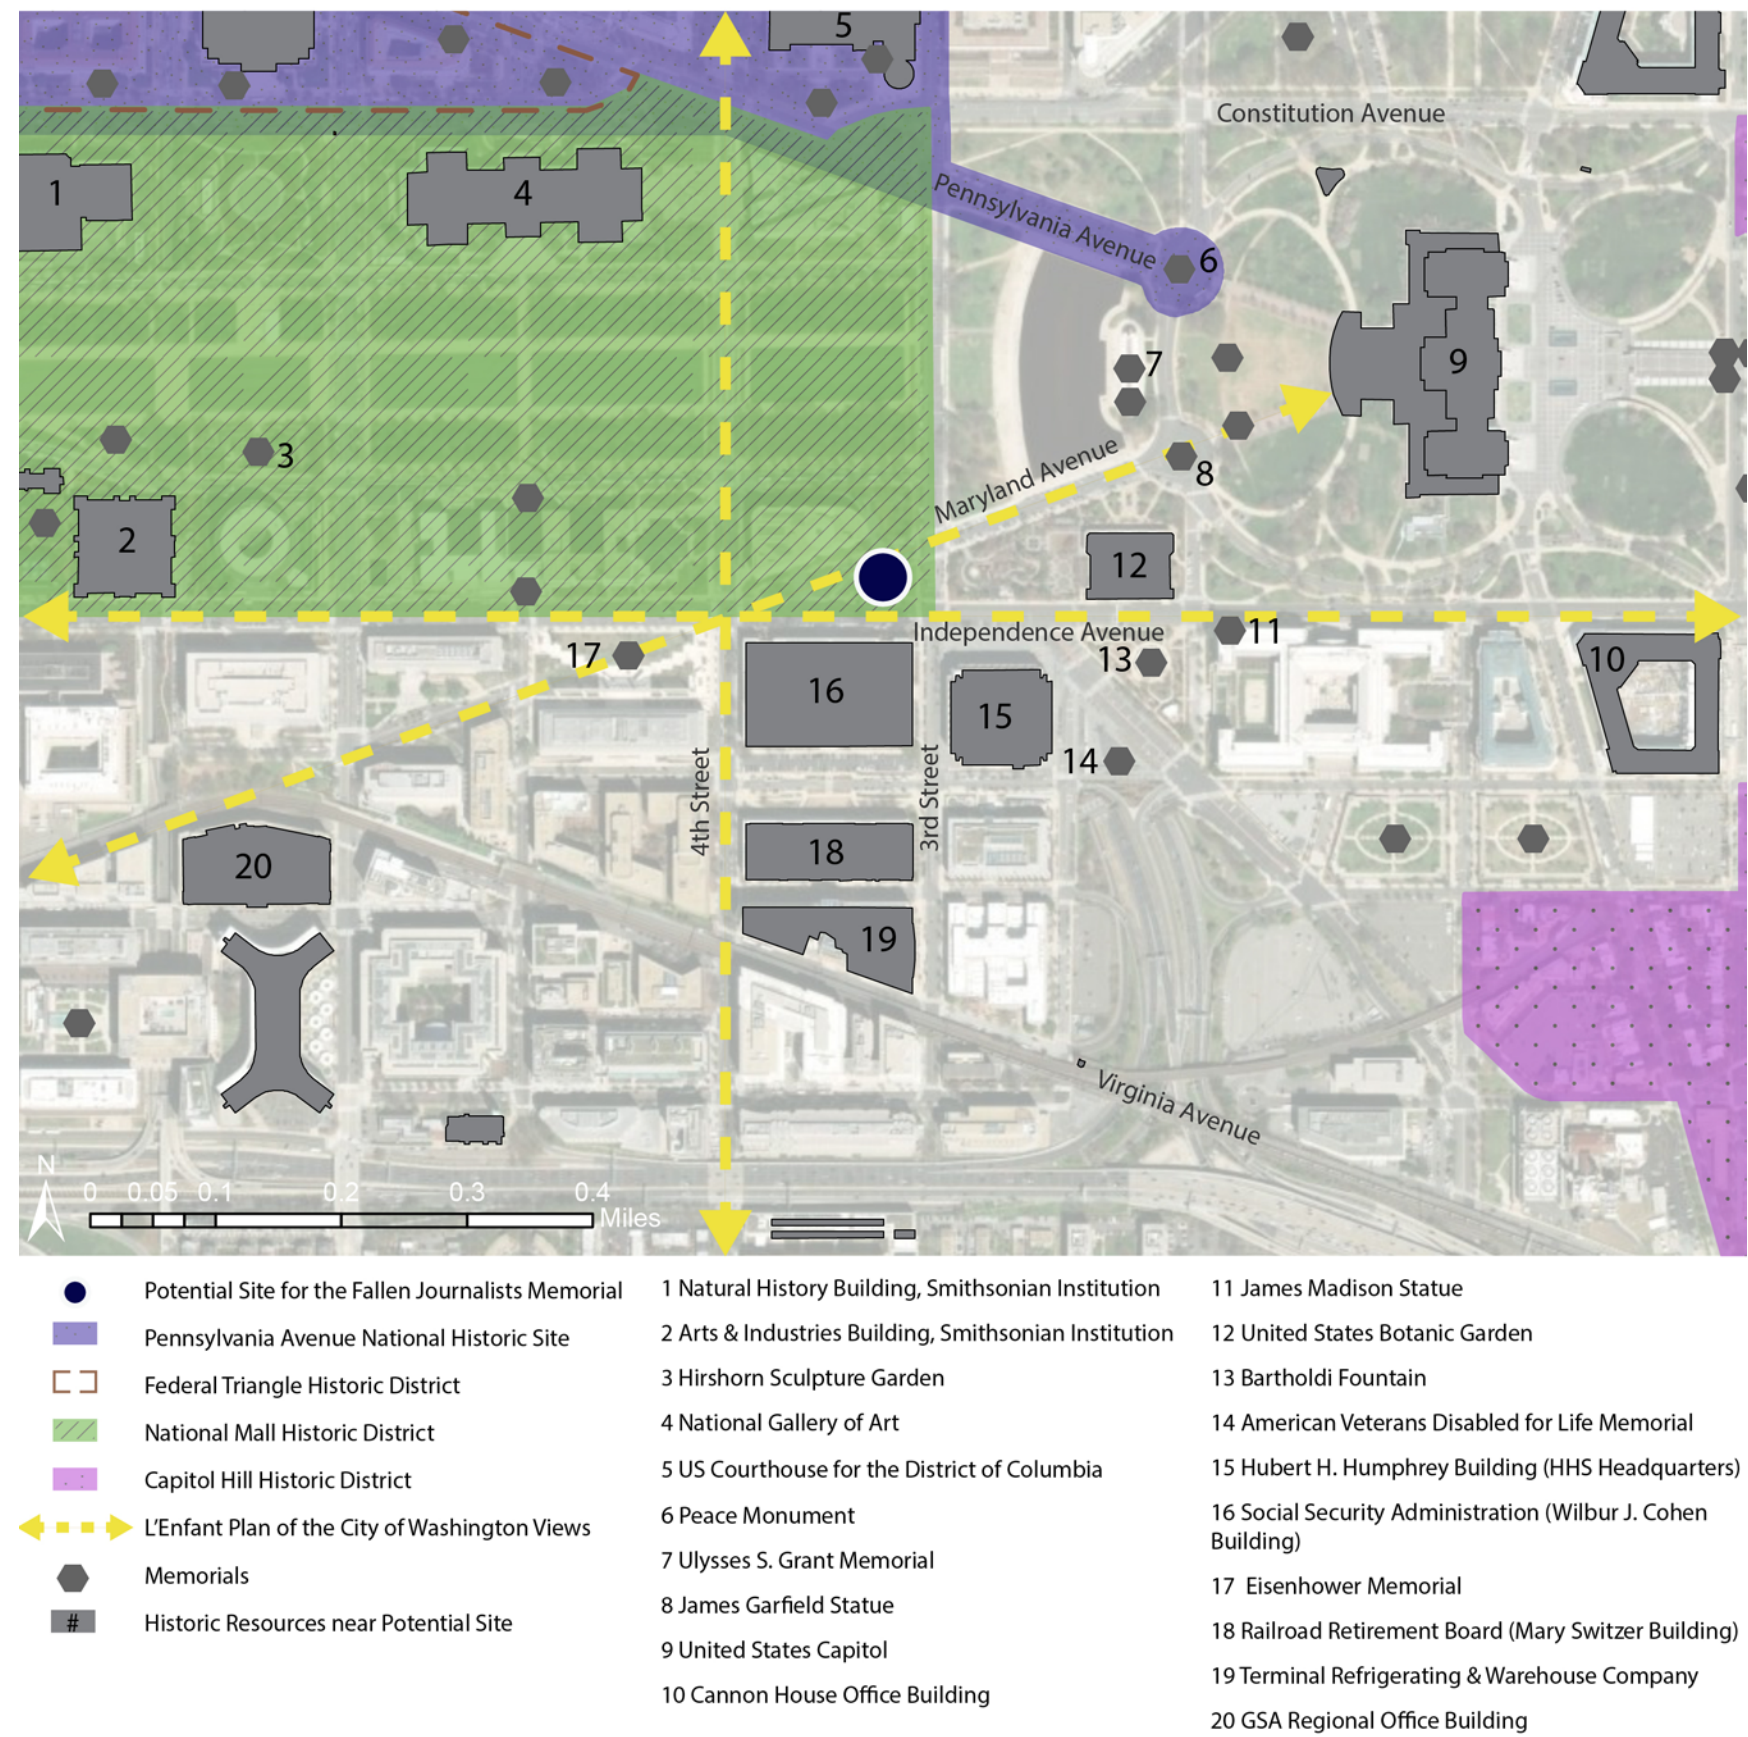 5
Constitution Avenue
1
4
Pennsylvania Avenue
6
7
9
3
Maryland Avenue
8
2
12
Independence Avenue
11
17
13
10
16
15
14
4th Street
3rd Street
18
20
19
Virginia Avenue
N
0 0.05 0.1 0.2 0.3 0.4
Miles
Potential Site for the Fallen Journalists Memorial
Pennsylvania Avenue National Historic Site
Federal Triangle Historic District
National Mall Historic District
Capitol Hill Historic District
L'Enfant Plan of the City of Washington Views
Memorials
# Historic Resources near Potential Site
1 Natural History Building, Smithsonian Institution
2 Arts & Industries Building, Smithsonian Institution
3 Hirshorn Sculpture Garden
4 National Gallery of Art
5 US Courthouse for the District of Columbia
6 Peace Monument
7 Ulysses S. Grant Memorial
8 James Garfield Statue
9 United States Capitol
10 Cannon House Office Building
11 James Madison Statue
12 United States Botanic Garden
13 Bartholdi Fountain
14 American Veterans Disabled for Life Memorial
15 Hubert H. Humphrey Building (HHS Headquarters)
16 Social Security Administration (Wilbur J. Cohen
Building)
17 Eisenhower Memorial
18 Railroad Retirement Board (Mary Switzer Building)
19 Terminal Refrigerating & Warehouse Company
20 GSA Regional Office Building